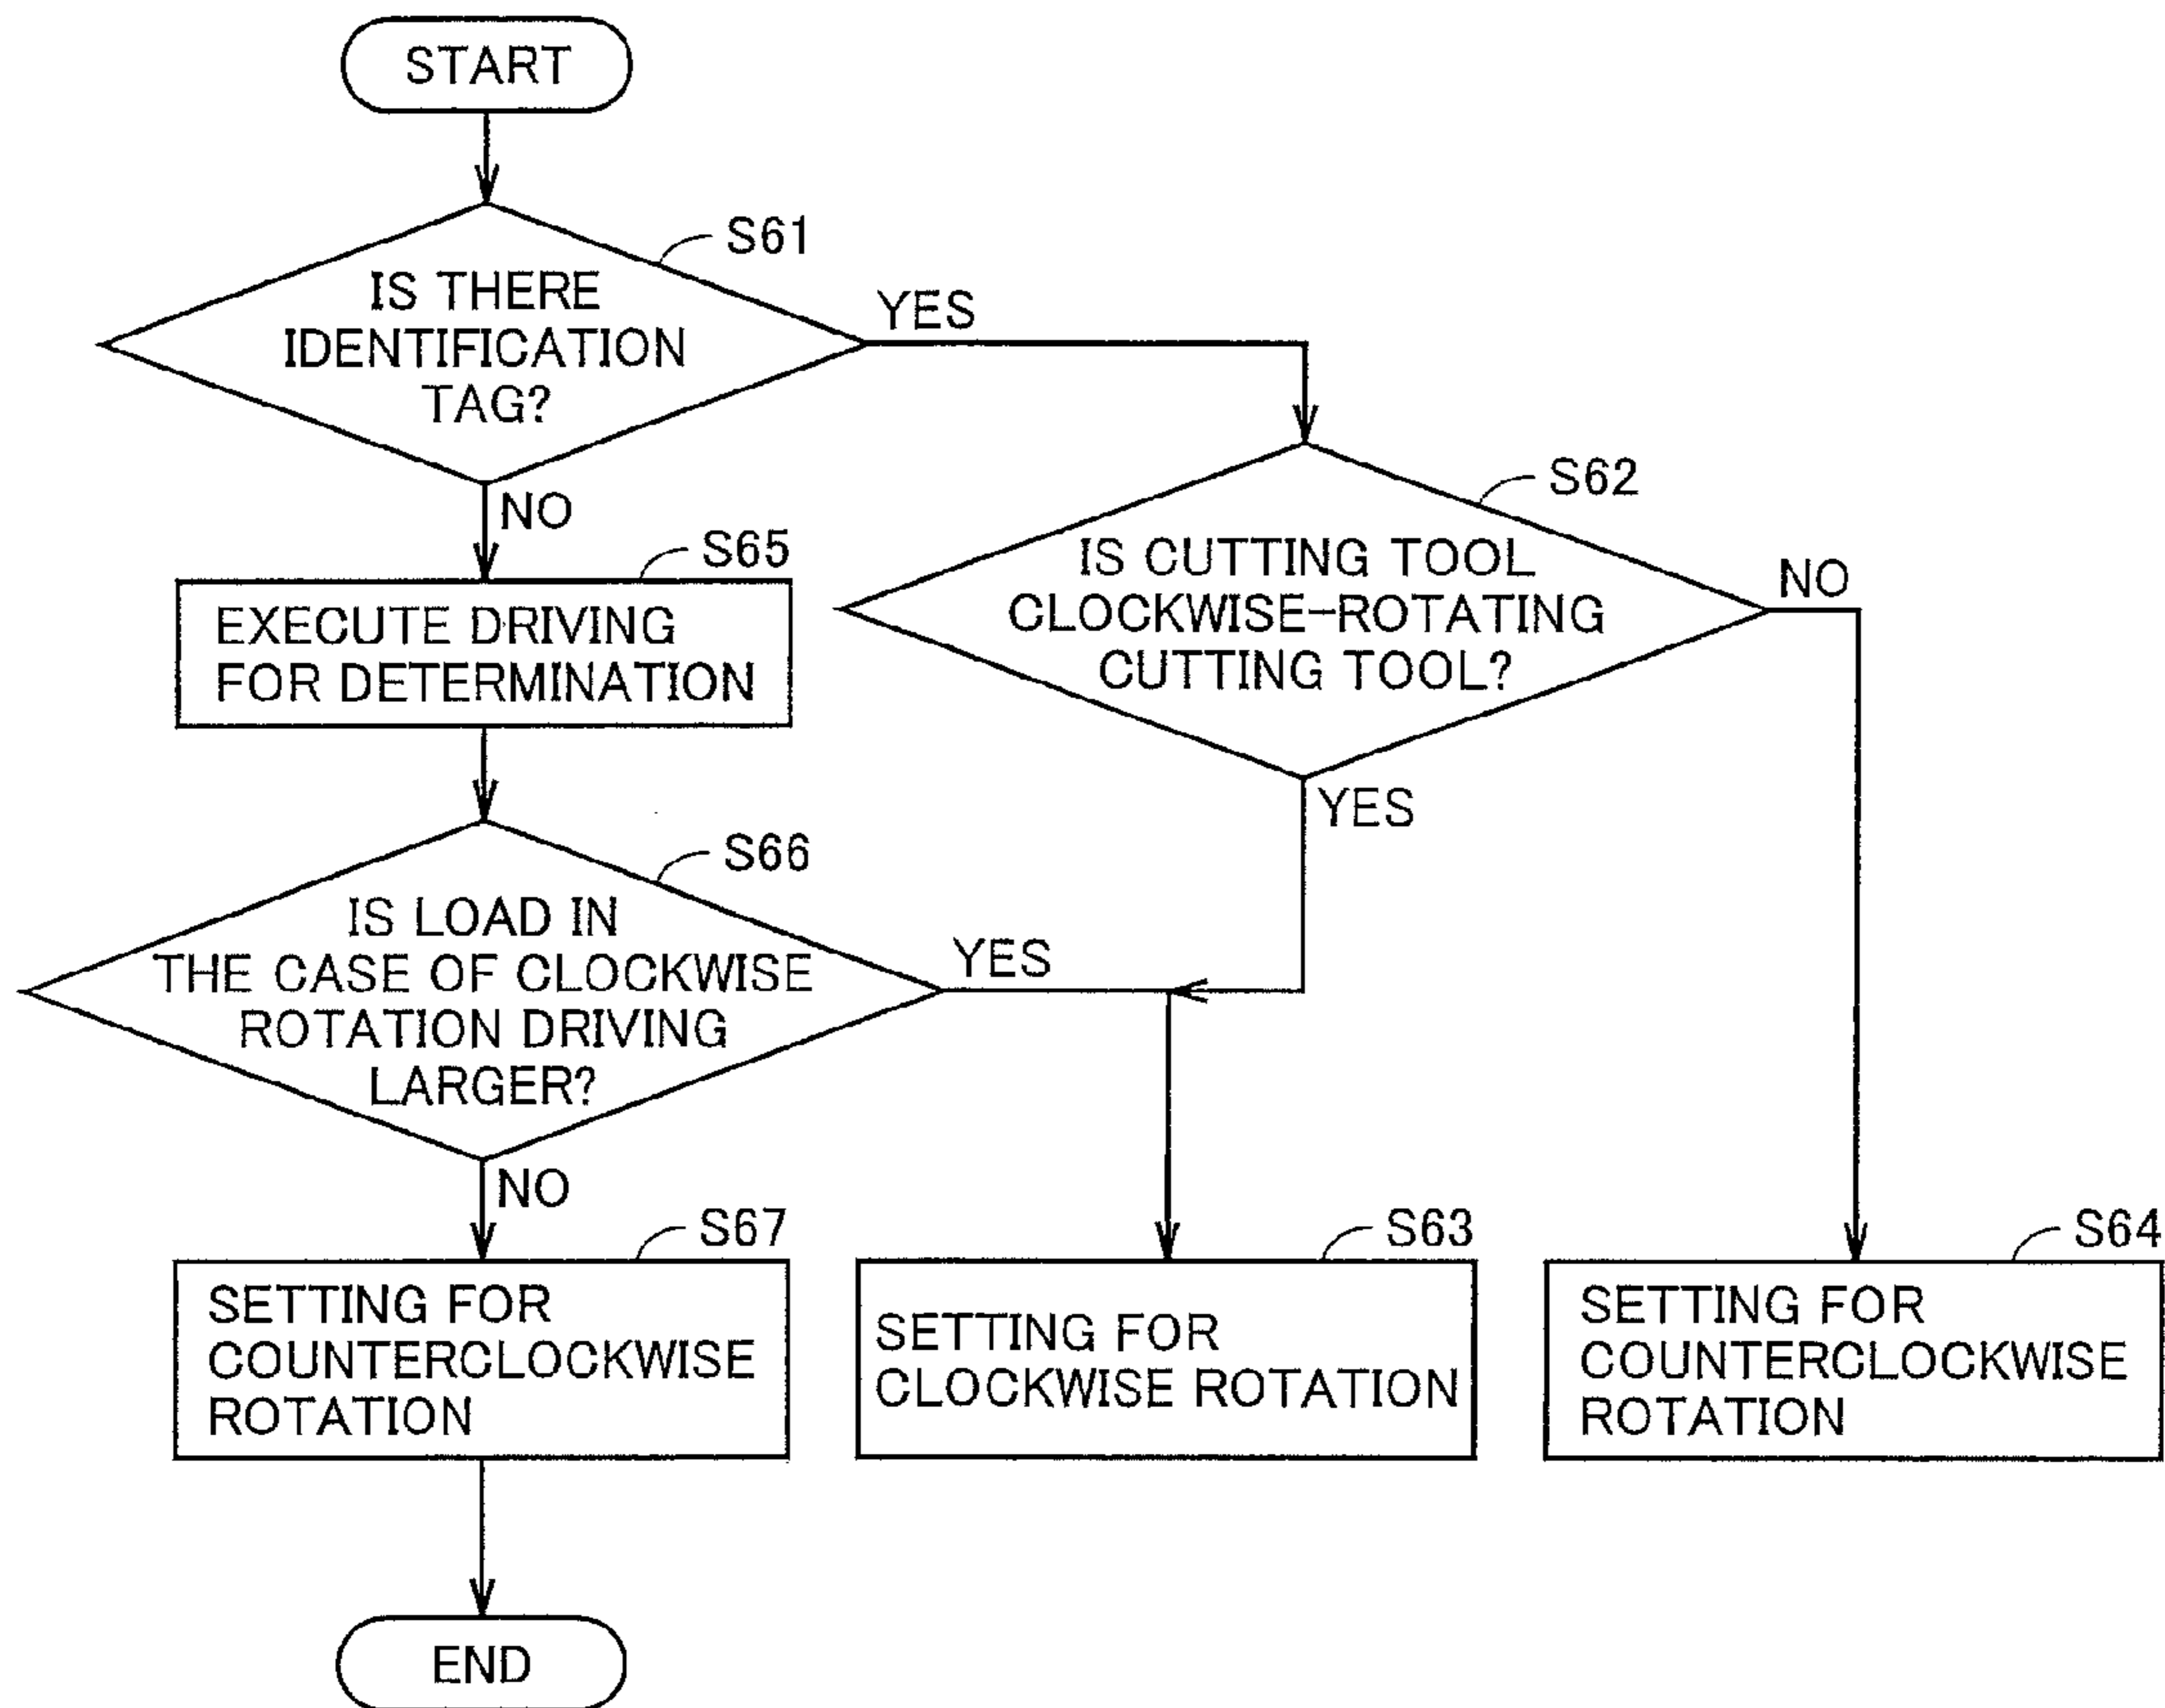 START
S61
IS THERE
IDENTIFICATION
TAG?
YES
NO
S62
IS CUTTING TOOL
CLOCKWISE-ROTATING
CUTTING TOOL?
NO
YES
S65
EXECUTE DRIVING
FOR DETERMINATION
S66
IS LOAD IN
THE CASE OF CLOCKWISE
ROTATION DRIVING
LARGER?
YES
NO
S67
SETTING FOR
COUNTERCLOCKWISE
ROTATION
S63
SETTING FOR
CLOCKWISE ROTATION
S64
SETTING FOR
COUNTERCLOCKWISE
ROTATION
END